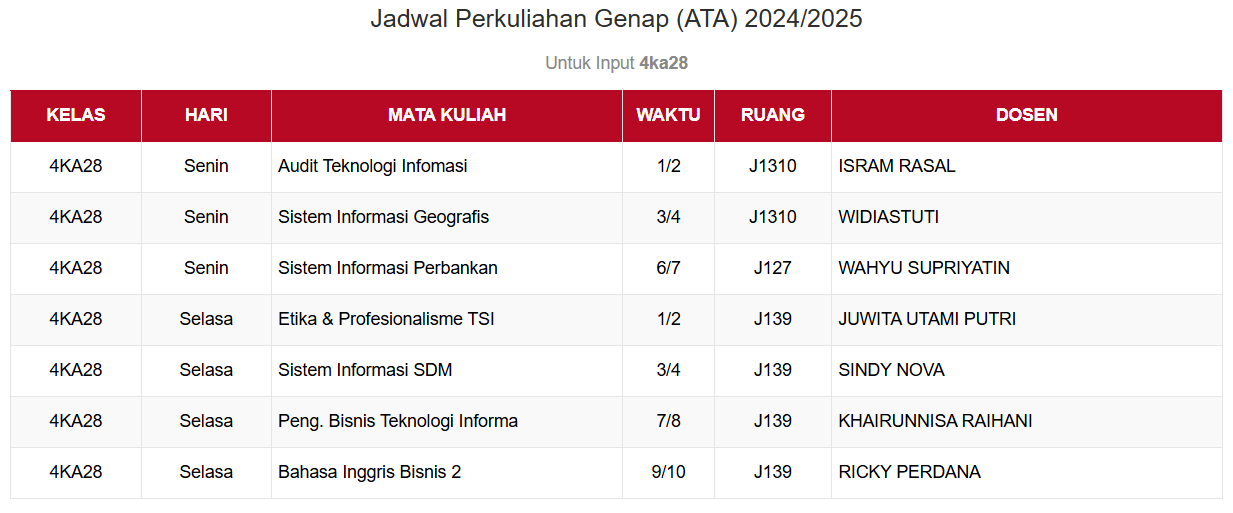 Jadwal Perkuliahan Genap (ATA) 2024/2025
Untuk Input 4ka28
KELAS HARI MATA KULIAH WAKTU RUANG DOSEN
4KA28 Senin Audit Teknologi Infomasi 1/2 J1310 ISRAM RASAL
4KA28 Senin Sistem Informasi Geografis 3/4 J1310 WIDIASTUTI
4KA28 Senin Sistem Informasi Perbankan 6/7 J127 WAHYU SUPRIYATIN
4KA28 Selasa Etika & Profesionalisme TSI 1/2 J139 JUWITA UTAMI PUTRI
4KA28 Selasa Sistem Informasi SDM 3/4 J139 SINDY NOVA
4KA28 Selasa Peng. Bisnis Teknologi Informa 7/8 J139 KHAIRUNNISA RAIHANI
4KA28 Selasa Bahasa Inggris Bisnis 2 9/10 J139 RICKY PERDANA